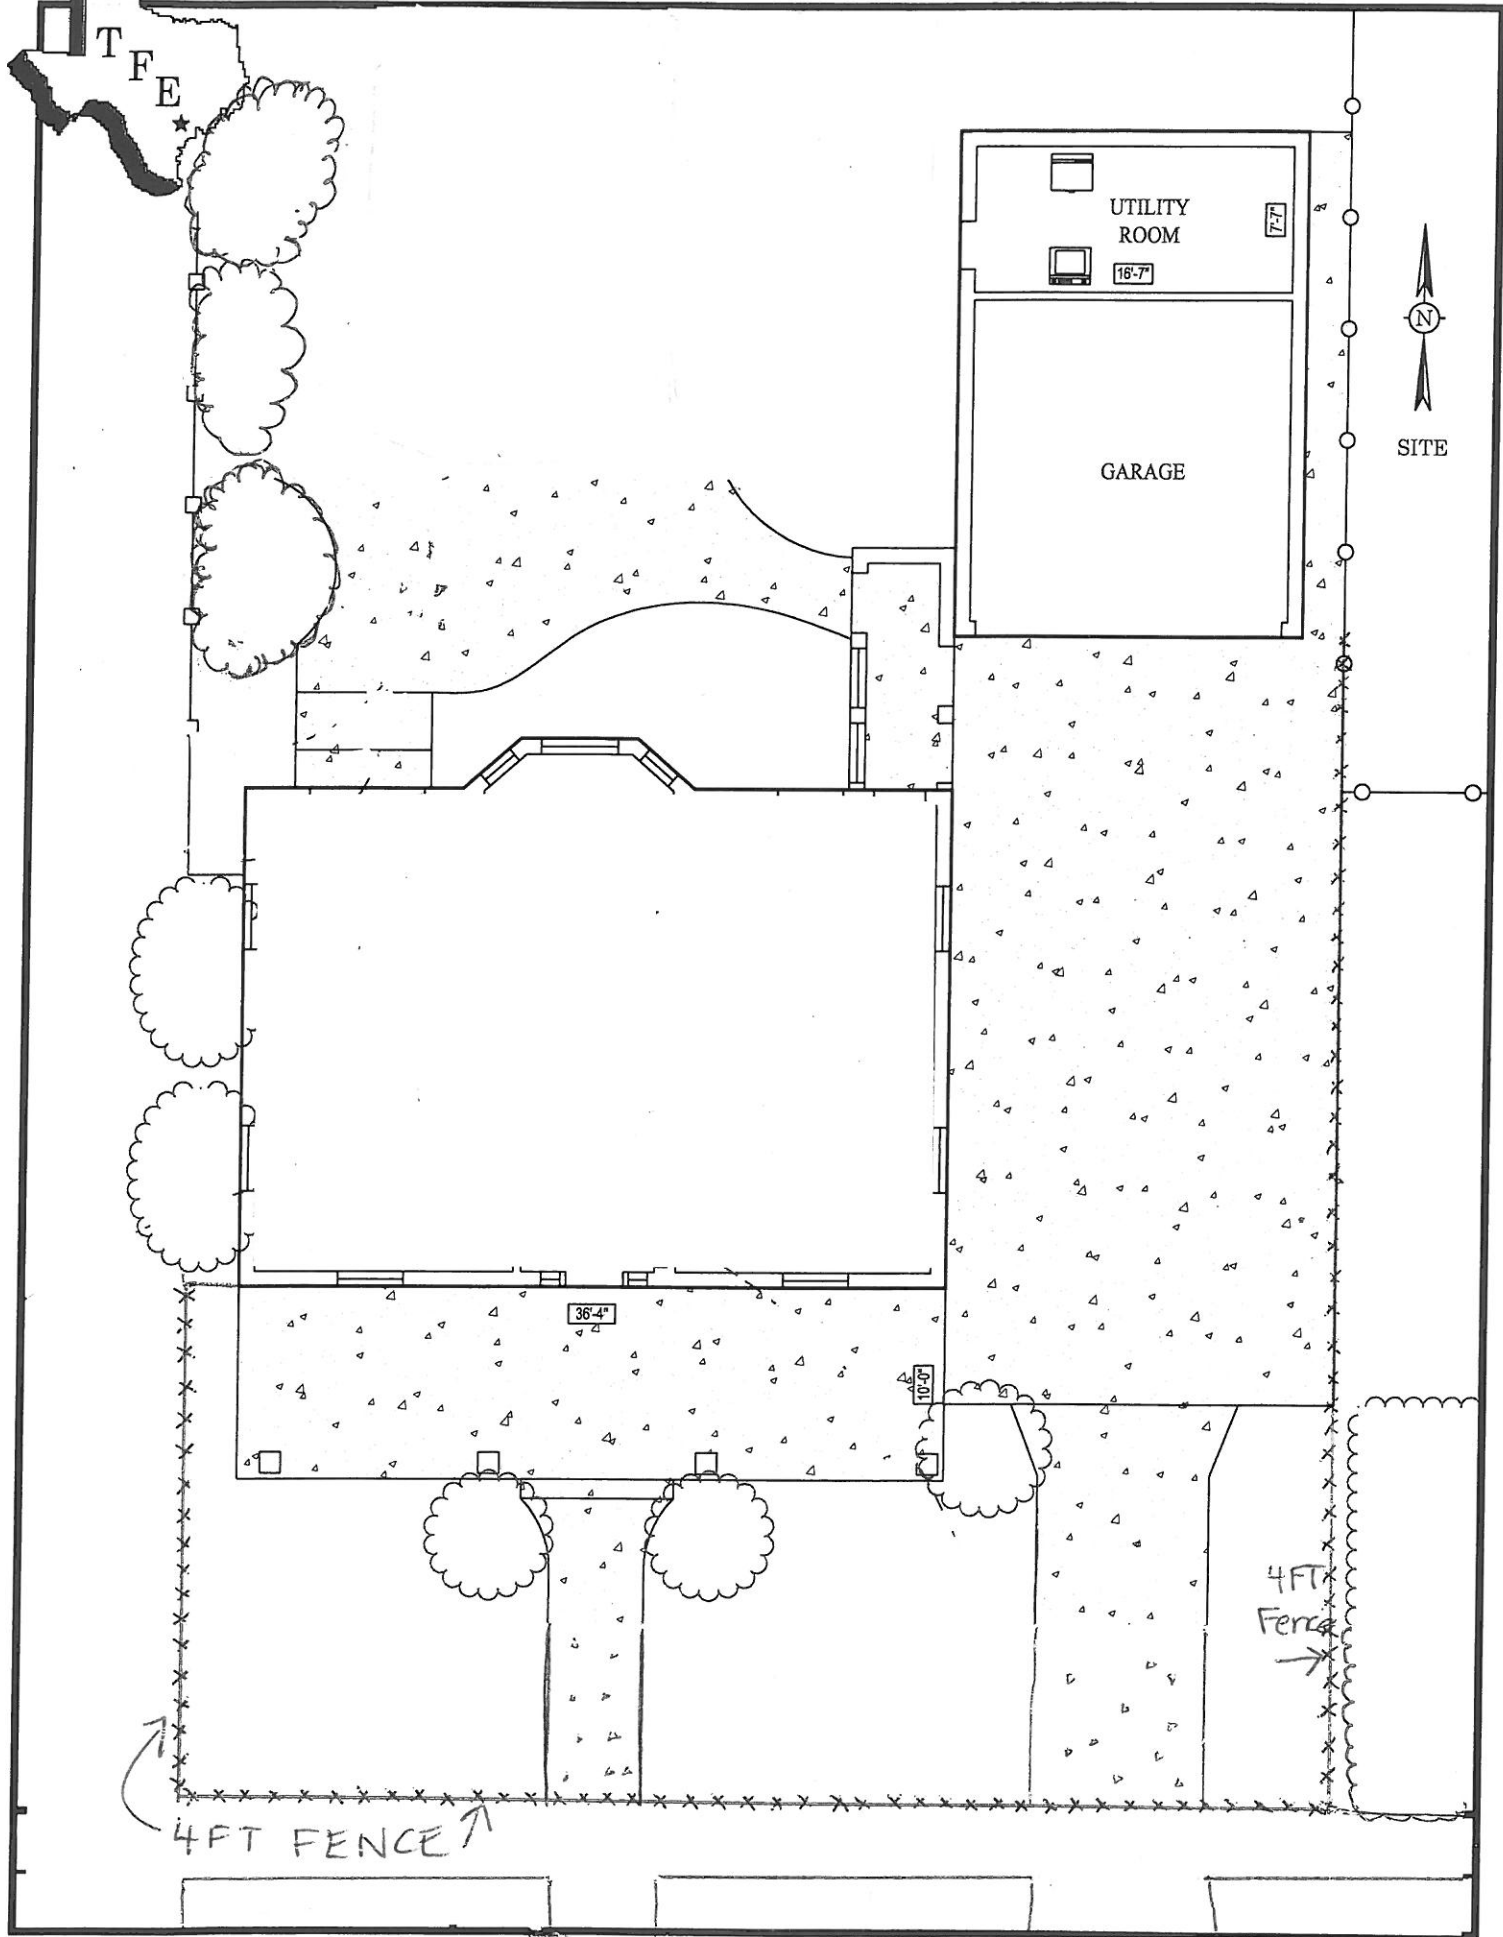 T
F
E
UTILITY
ROOM
7'-7"
16'-7"
N
SITE
GARAGE
36'-4"
10'-0"
4FT
Fence
4FT FENCE